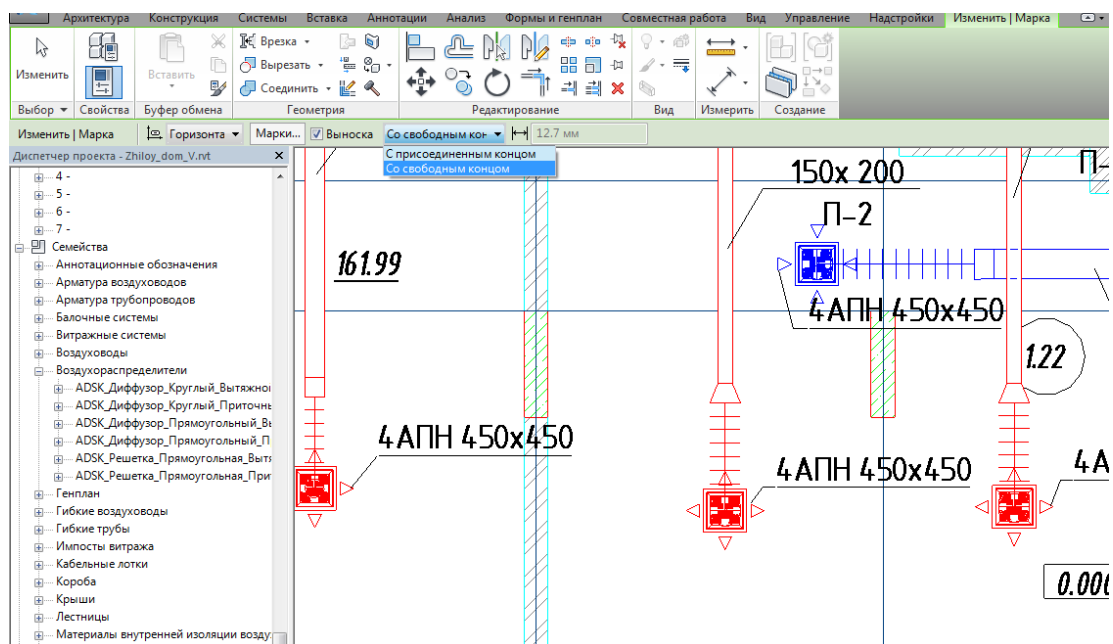 Архитектура Конструкция Системы Вставка Аннотации Анализ Формы и генплан Совместная работа Вид Управление Надстройки Изменить | Марка
Изменить
Вставить
Врезка
Вырезать
Соединить
Выбор Свойства Буфер обмена Геометрия Редактирование Вид Измерить Создание
Изменить | Марка Горизонта Марки... Выноска Со свободным кон 12.7 мм
С присоединенным концом
Со свободным концом
Диспетчер проекта - Zhiloy_dom_V.rvt
4 -
5 -
6 -
7 -
Семейства
Аннотационные обозначения
Арматура воздуховодов
Арматура трубопроводов
Балочные системы
Витражные системы
Воздуховоды
Воздухораспределители
ADSK_Диффузор_Круглый_Вытяжно
ADSK_Диффузор_Круглый_Приточн
ADSK_Диффузор_Прямоугольный_В
ADSK_Диффузор_Прямоугольный_П
ADSK_Решетка_Прямоугольная_Вытя
ADSK_Решетка_Прямоугольная_При
Генплан
Гибкие воздуховоды
Гибкие трубы
Импосты витража
Кабельные лотки
Короба
Крыши
Лестницы
Материалы внутренней изоляции возду
150x 200
П-
П-2
161.99
4АПН 450x450
1.22
4АПН 450x450
4АПН 450x450
4А
0.000